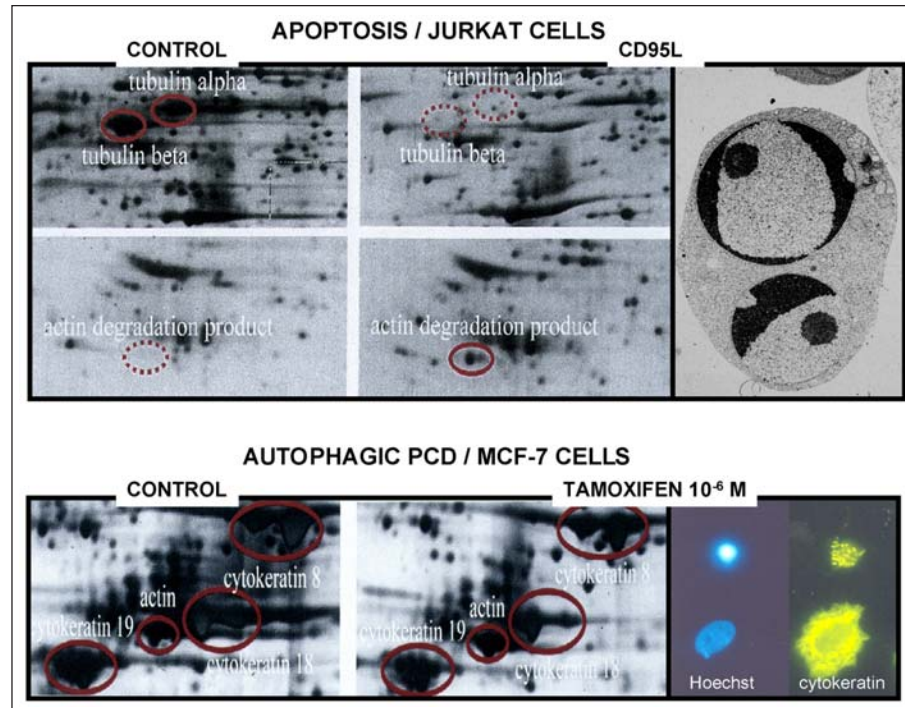 APOPTOSIS / JURKAT CELLS
CONTROL
CD95L
tubulin alpha
tubulin beta
tubulin alpha
tubulin beta
actin degradation product
actin degradation product
AUTOPHAGIC PCD / MCF-7 CELLS
CONTROL
TAMOXIFEN 10⁻⁶ M
cytokeratin 8
actin
cytokeratin 19
cytokeratin 18
cytokeratin 8
actin
cytokeratin 19
cytokeratin 18
Hoechst
cytokeratin